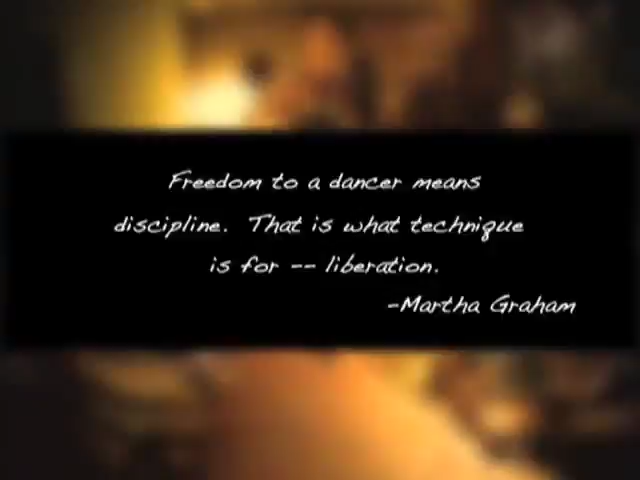 Freedom to a dancer means
discipline. That is what technique
is for -- liberation.
-Martha Graham